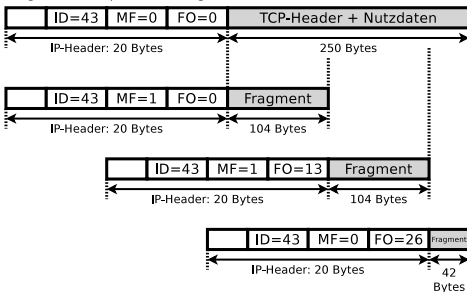 ID=43 MF=0 FO=0 TCP-Header + Nutzdaten
IP-Header: 20 Bytes 250 Bytes
ID=43 MF=1 FO=0 Fragment
IP-Header: 20 Bytes 104 Bytes
ID=43 MF=1 FO=13 Fragment
IP-Header: 20 Bytes 104 Bytes
ID=43 MF=0 FO=26 Fragment
IP-Header: 20 Bytes 42
Bytes